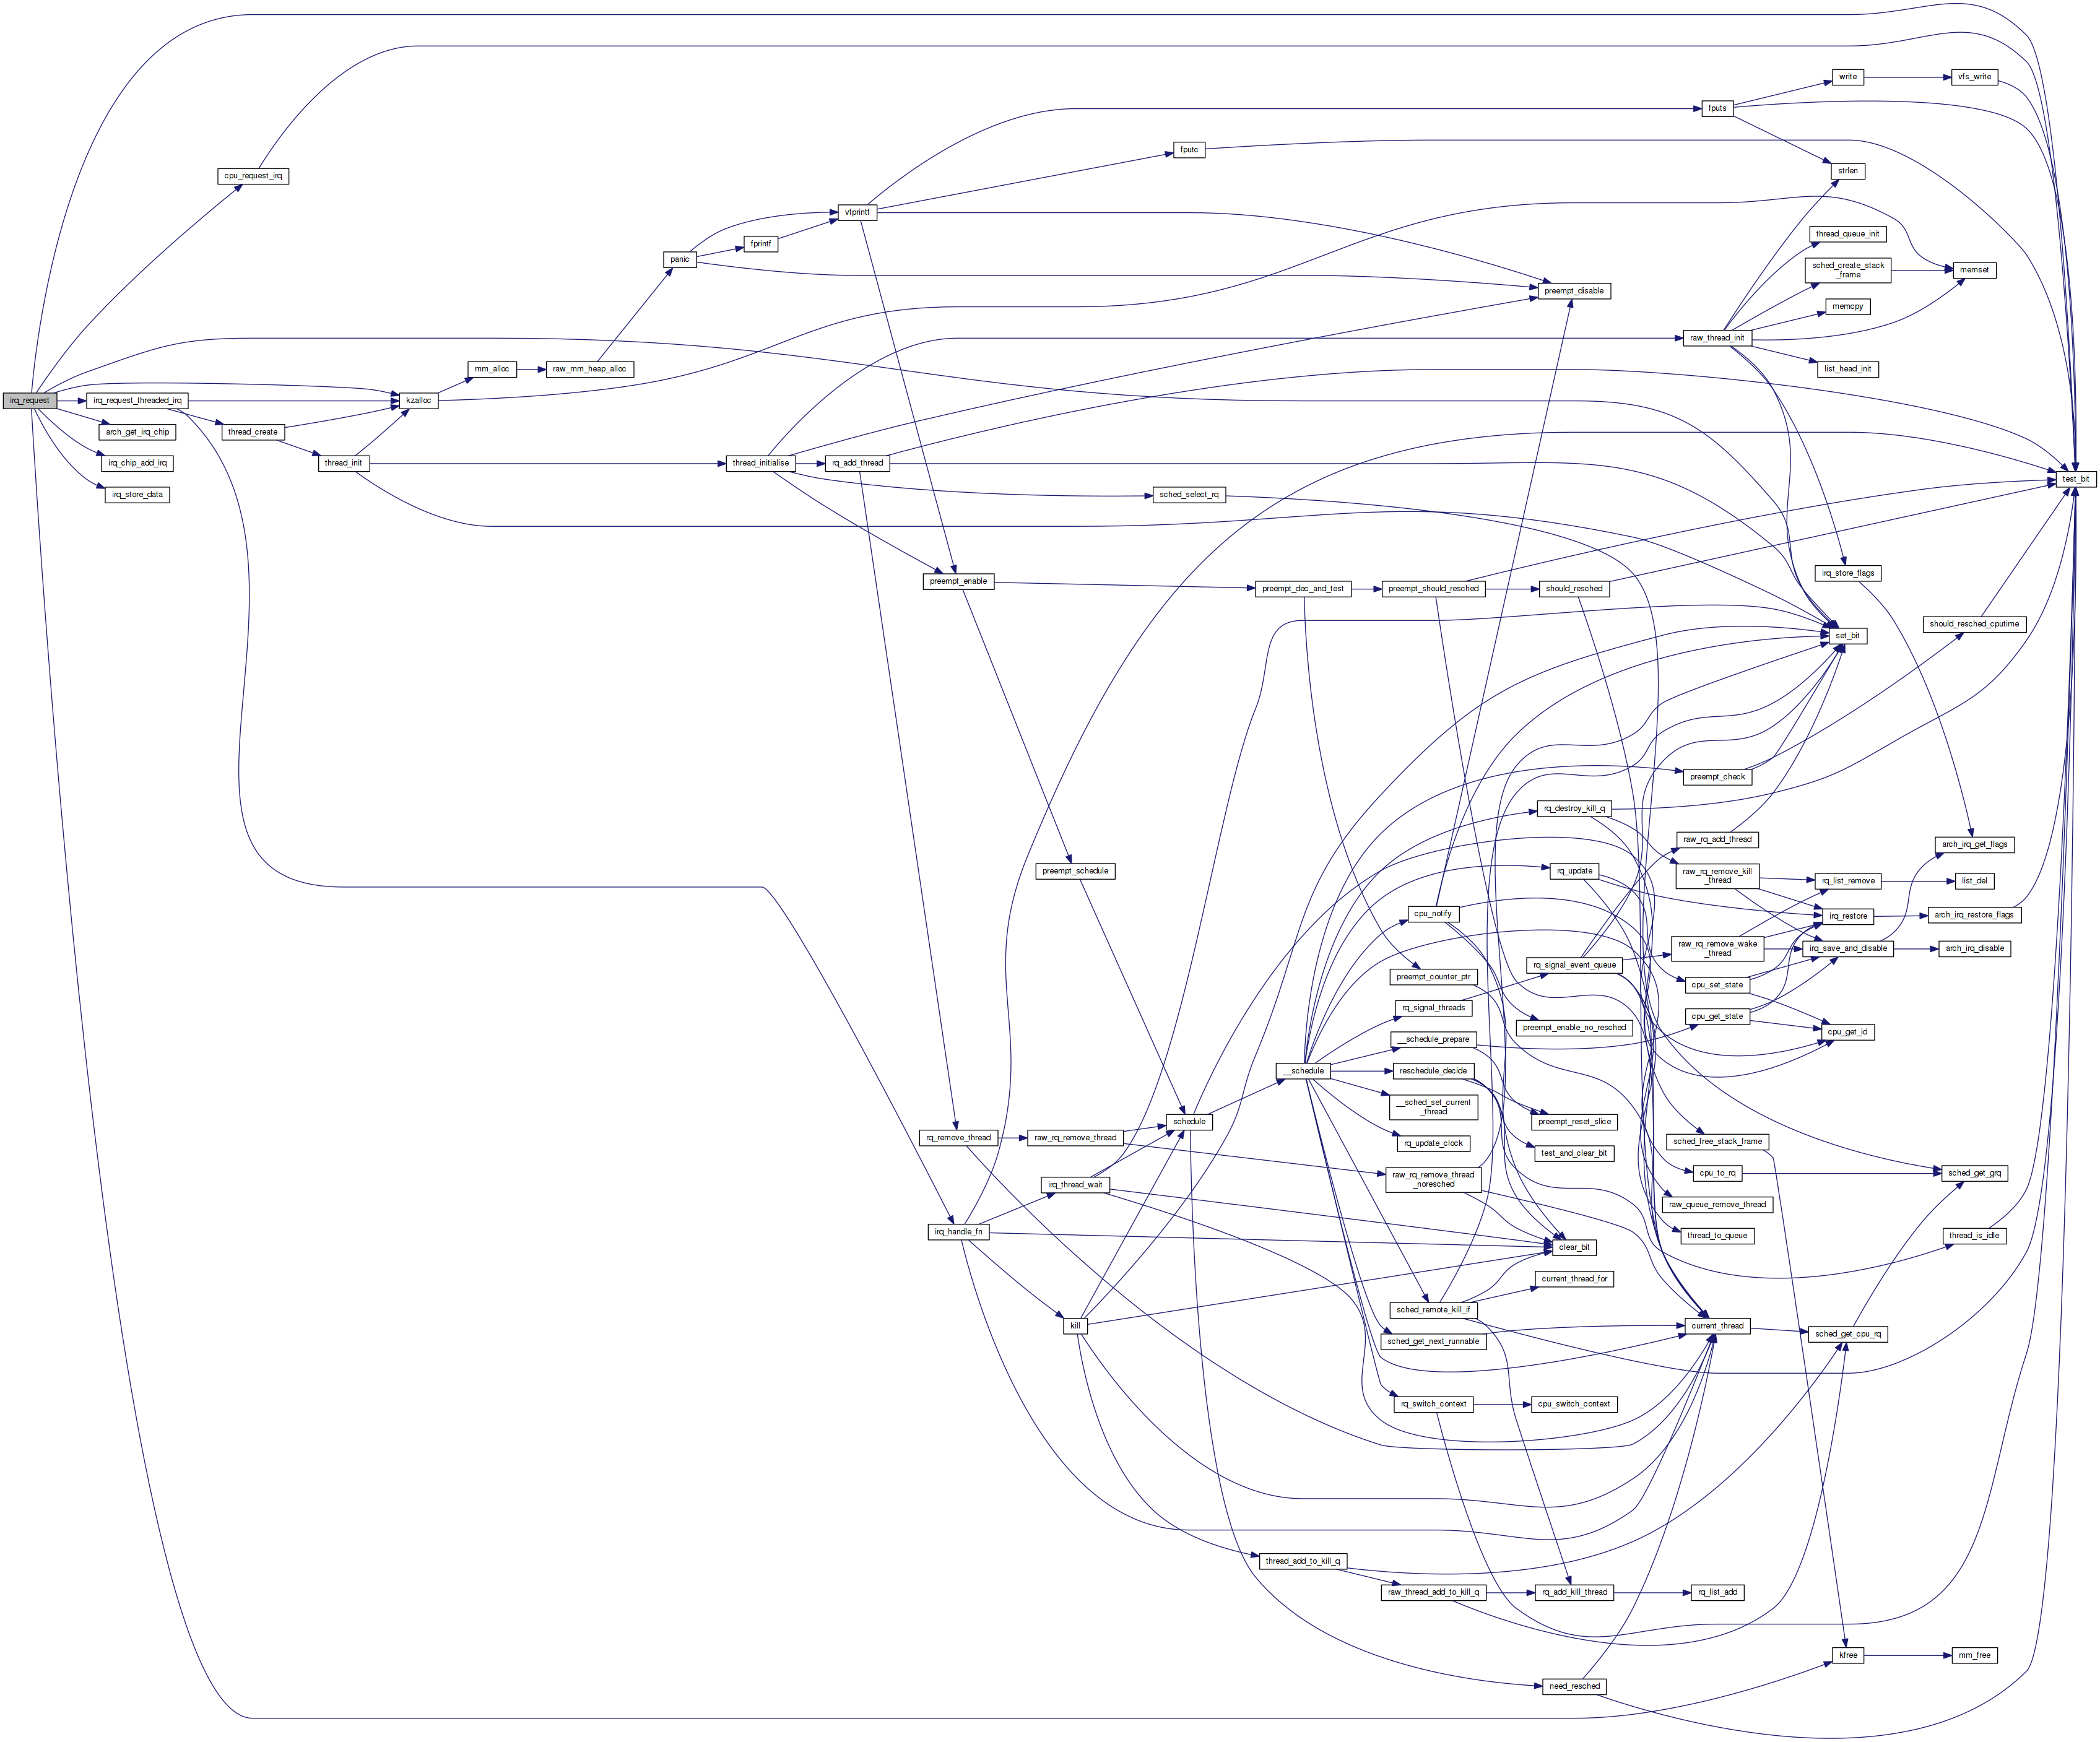 write
vfs_write
fputs
fputc
strlen
cpu_request_irq
vfprintf
thread_queue_init
fprintf
panic
sched_create_stack
_frame
memset
preempt_disable
memcpy
raw_thread_init
mm_alloc
raw_mm_heap_alloc
list_head_init
irq_request
irq_request_threaded_irq
kzalloc
arch_get_irq_chip
thread_create
irq_chip_add_irq
thread_init
thread_initialise
rq_add_thread
test_bit
irq_store_data
sched_select_rq
irq_store_flags
preempt_enable
preempt_dec_and_test
preempt_should_resched
should_resched
should_resched_cputime
set_bit
preempt_check
rq_destroy_kill_q
raw_rq_add_thread
arch_irq_get_flags
preempt_schedule
rq_update
raw_rq_remove_kill
_thread
rq_list_remove
list_del
cpu_notify
irq_restore
arch_irq_restore_flags
raw_rq_remove_wake
_thread
irq_save_and_disable
arch_irq_disable
rq_signal_event_queue
preempt_counter_ptr
cpu_set_state
rq_signal_threads
cpu_get_state
preempt_enable_no_resched
cpu_get_id
__schedule_prepare
__schedule
reschedule_decide
__sched_set_current
_thread
preempt_reset_slice
schedule
rq_remove_thread
raw_rq_remove_thread
rq_update_clock
sched_free_stack_frame
test_and_clear_bit
cpu_to_rq
sched_get_grq
irq_thread_wait
raw_rq_remove_thread
_noresched
raw_queue_remove_thread
irq_handle_fn
thread_to_queue
thread_is_idle
clear_bit
current_thread_for
sched_remote_kill_if
kill
current_thread
sched_get_cpu_rq
sched_get_next_runnable
rq_switch_context
cpu_switch_context
thread_add_to_kill_q
raw_thread_add_to_kill_q
rq_add_kill_thread
rq_list_add
kfree
mm_free
need_resched